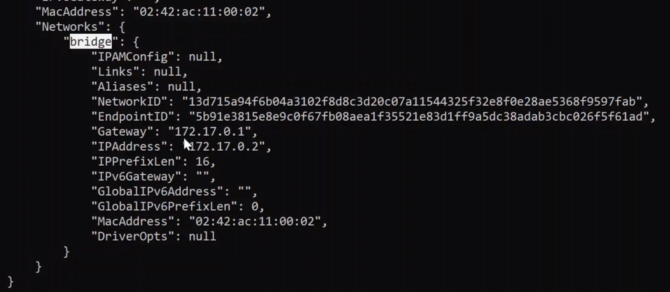 "MacAddress": "02:42:ac:11:00:02",
"Networks": {
"bridge": {
"IPAMConfig": null,
"Links": null,
"Aliases": null,
"NetworkID": "13d715a94f6b04a3102f8d8c3d20c07a11544325f32e8f0e28ae5368f9597fab",
"EndpointID": "5b91e3815e8e9c0f67fb08aea1f35521e83d1ff9a5dc38adab3cbc026f5f61ad",
"Gateway": "172.17.0.1",
"IPAddress": "172.17.0.2",
"IPPrefixLen": 16,
"IPv6Gateway": "",
"GlobalIPv6Address": "",
"GlobalIPv6PrefixLen": 0,
"MacAddress": "02:42:ac:11:00:02",
"DriverOpts": null
}
}
}